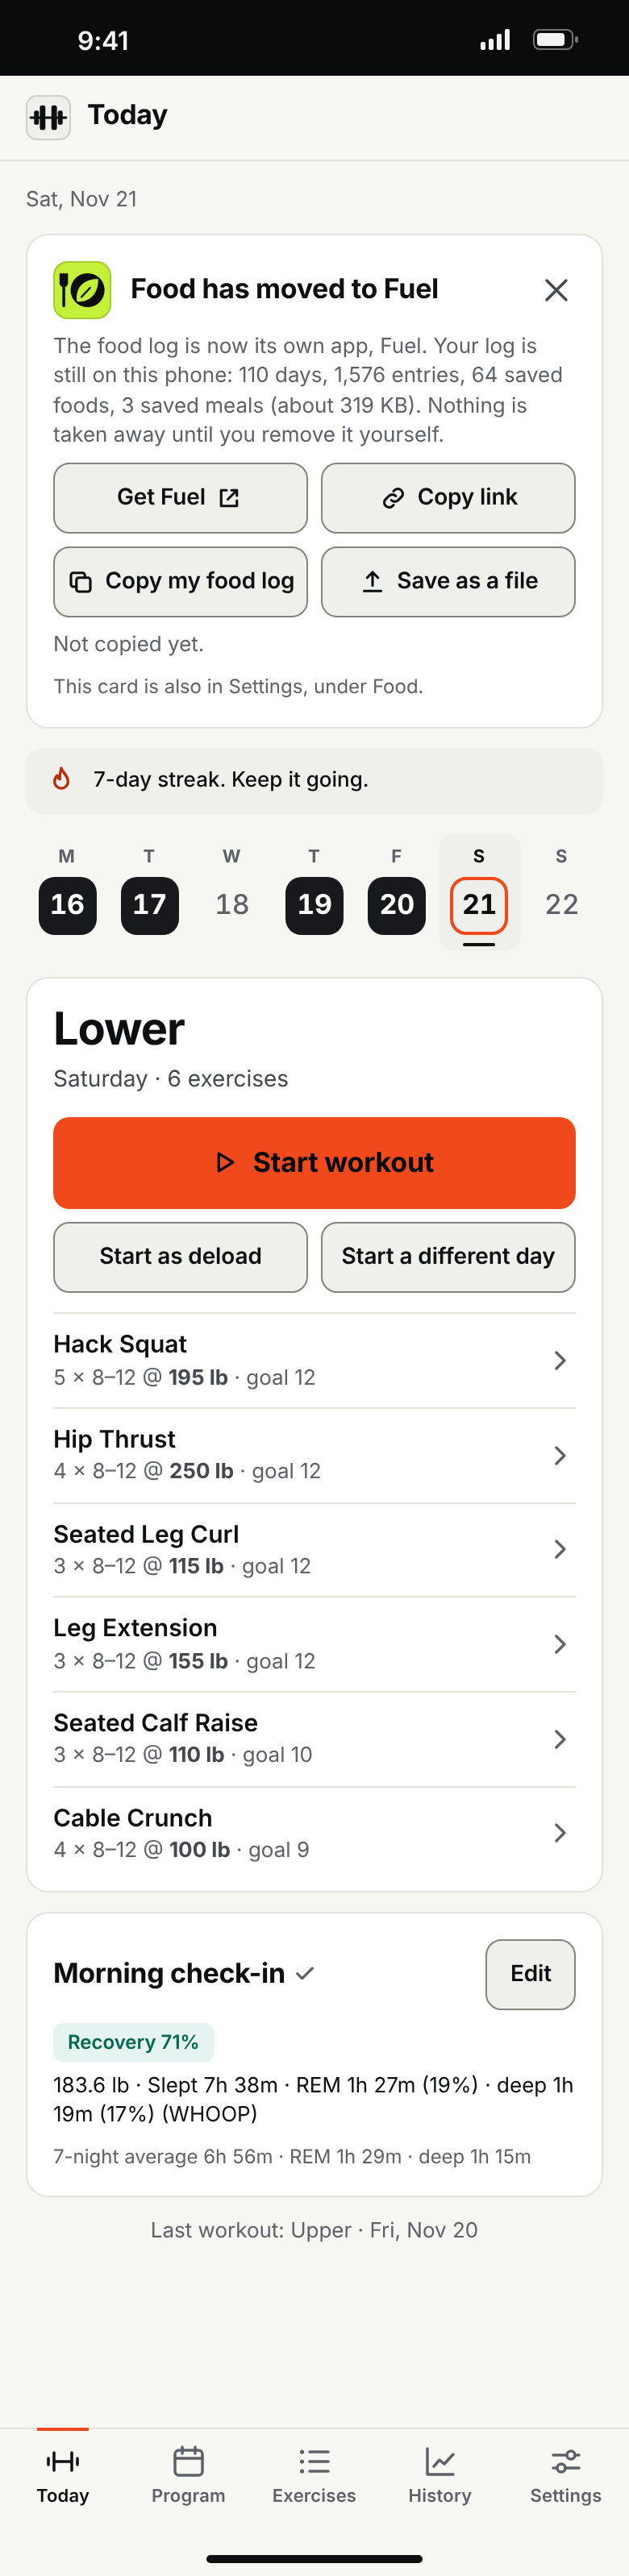 9:41
Today
Sat, Nov 21
Food has moved to Fuel
The food log is now its own app, Fuel. Your log is
still on this phone: 110 days, 1,576 entries, 64 saved
foods, 3 saved meals (about 319 KB). Nothing is
taken away until you remove it yourself.
Get Fuel
Copy link
Copy my food log
Save as a file
Not copied yet.
This card is also in Settings, under Food.
7-day streak. Keep it going.
M T W T F S S
16 17 18 19 20 21 22
Lower
Saturday · 6 exercises
Start workout
Start as deload
Start a different day
Hack Squat
5 × 8–12 @ 195 lb · goal 12
Hip Thrust
4 × 8–12 @ 250 lb · goal 12
Seated Leg Curl
3 × 8–12 @ 115 lb · goal 12
Leg Extension
3 × 8–12 @ 155 lb · goal 12
Seated Calf Raise
3 × 8–12 @ 110 lb · goal 10
Cable Crunch
4 × 8–12 @ 100 lb · goal 9
Morning check-in
Edit
Recovery 71%
183.6 lb · Slept 7h 38m · REM 1h 27m (19%) · deep 1h
19m (17%) (WHOOP)
7-night average 6h 56m · REM 1h 29m · deep 1h 15m
Last workout: Upper · Fri, Nov 20
Today
Program
Exercises
History
Settings